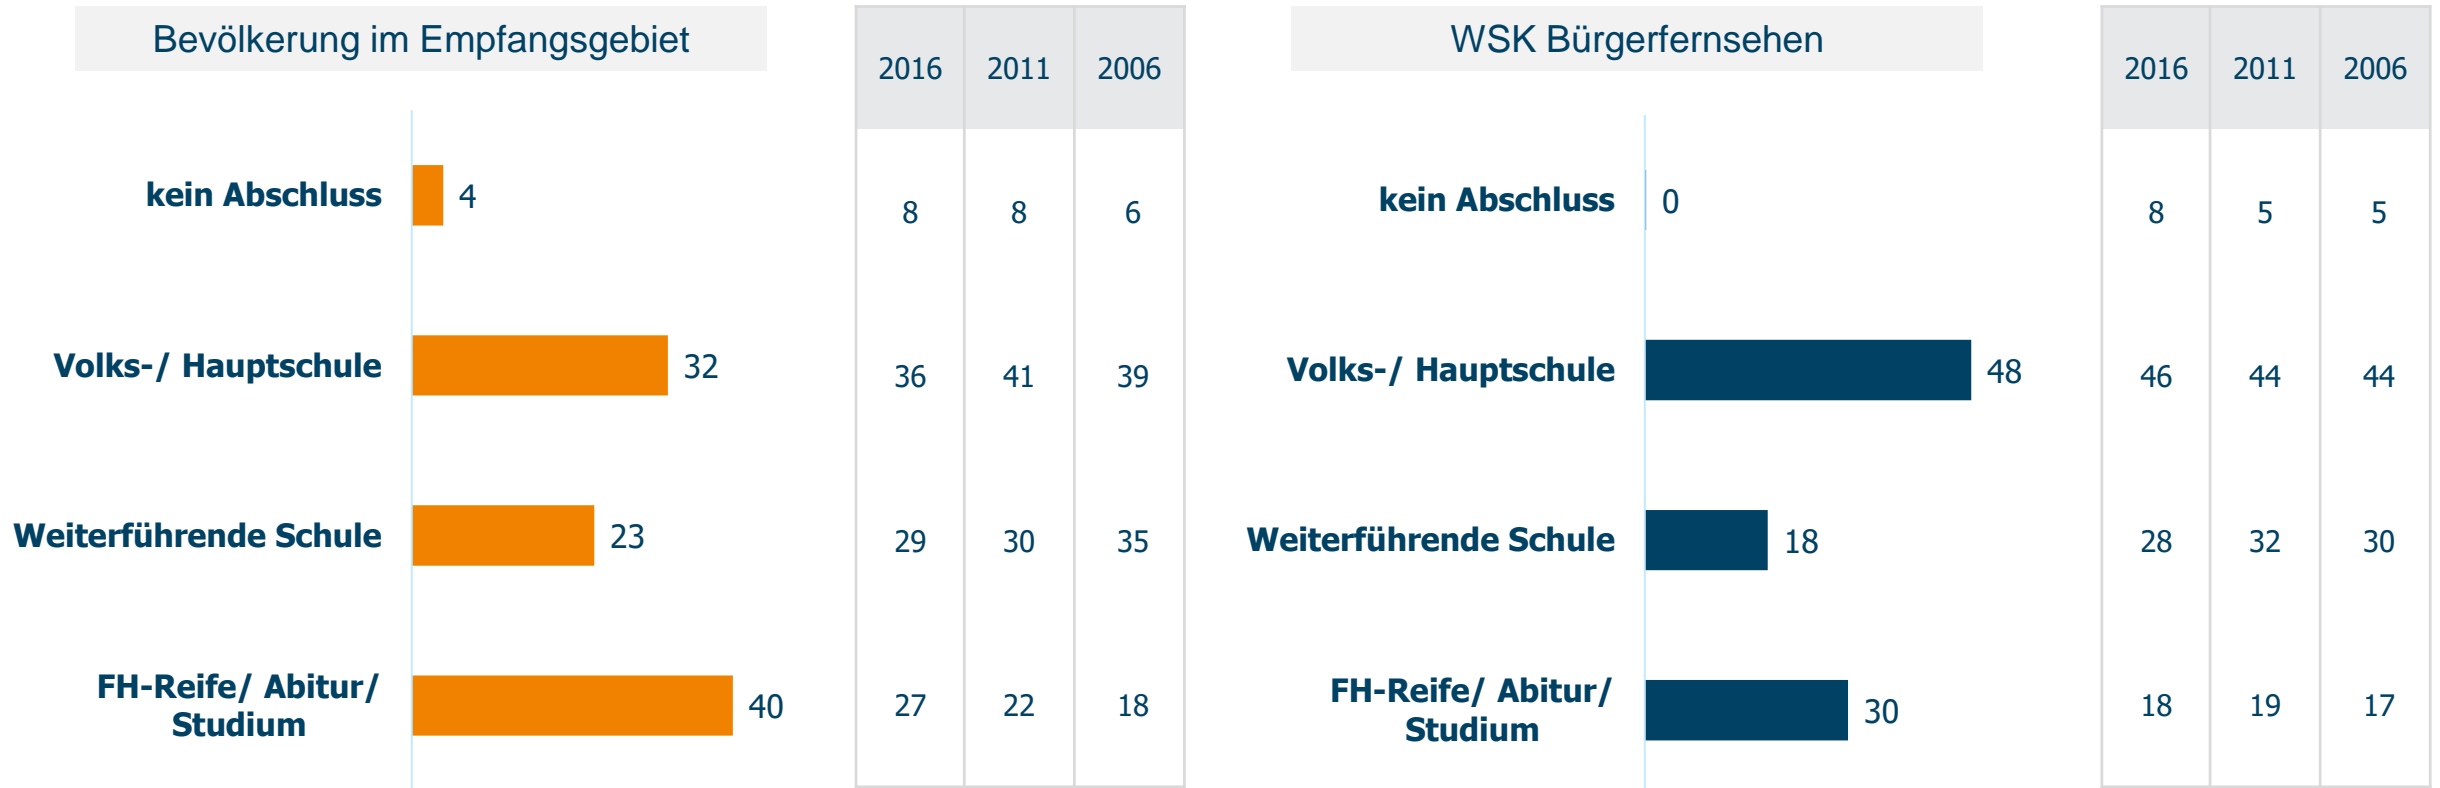 Bevölkerung im Empfangsgebiet
2016 2011 2006
kein Abschluss 4 8 8 6
Volks-/ Hauptschule 32 36 41 39
Weiterführende Schule 23 29 30 35
FH-Reife/ Abitur/
Studium 40 27 22 18
WSK Bürgerfernsehen
2016 2011 2006
kein Abschluss 0 8 5 5
Volks-/ Hauptschule 48 46 44 44
Weiterführende Schule 18 28 32 30
FH-Reife/ Abitur/
Studium 30 18 19 17